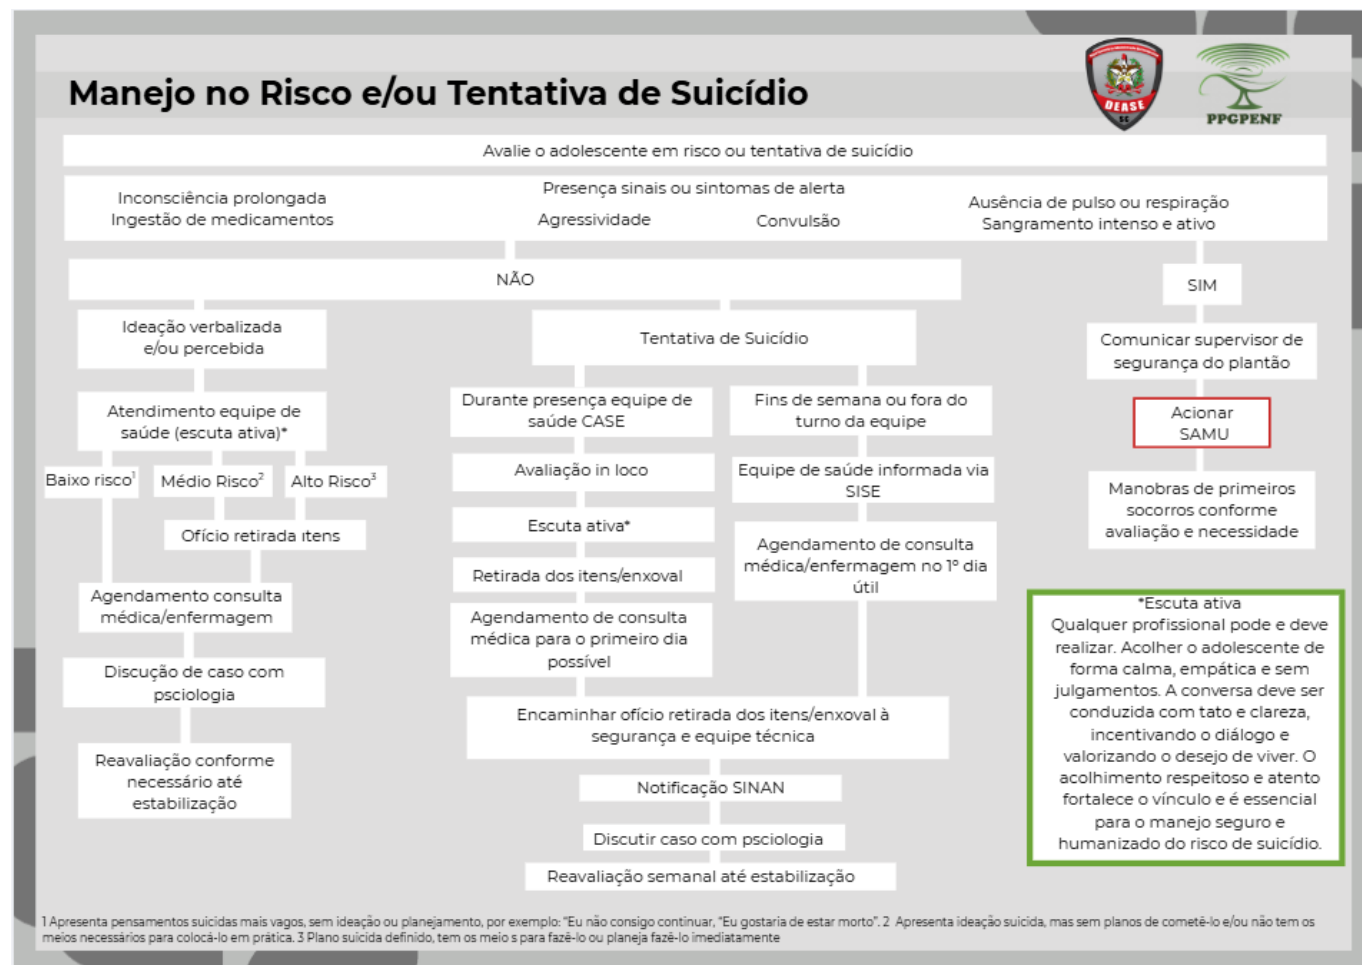 Manejo no Risco e/ou Tentativa de Suicídio
DEASE
SC
PPGPENF
Avalie o adolescente em risco ou tentativa de suicídio
Inconsciência prolongada
Ingestão de medicamentos
Presença sinais ou sintomas de alerta
Agressividade
Convulsão
Ausência de pulso ou respiração
Sangramento intenso e ativo
NÃO
Ideação verbalizada
e/ou percebida
Atendimento equipe de
saúde (escuta ativa)*
Baixo risco¹
Médio Risco²
Alto Risco³
Ofício retirada itens
Agendamento consulta
médica/enfermagem
Discução de caso com
psciologia
Reavaliação conforme
necessário até
estabilização
Tentativa de Suicídio
Durante presença equipe de
saúde CASE
Avaliação in loco
Escuta ativa*
Retirada dos itens/enxoval
Agendamento de consulta
médica para o primeiro dia
possível
Fins de semana ou fora do
turno da equipe
Equipe de saúde informada via
SISE
Agendamento de consulta
médica/enfermagem no 1º dia
útil
Encaminhar ofício retirada dos itens/enxoval à
segurança e equipe técnica
Notificação SINAN
Discutir caso com psciologia
Reavaliação semanal até estabilização
SIM
Comunicar supervisor de
segurança do plantão
Acionar
SAMU
Manobras de primeiros
socorros conforme
avaliação e necessidade
*Escuta ativa
Qualquer profissional pode e deve
realizar. Acolher o adolescente de
forma calma, empática e sem
julgamentos. A conversa deve ser
conduzida com tato e clareza,
incentivando o diálogo e
valorizando o desejo de viver. O
acolhimento respeitoso e atento
fortalece o vínculo e é essencial
para o manejo seguro e
humanizado do risco de suicídio.
1 Apresenta pensamentos suicidas mais vagos, sem ideação ou planejamento, por exemplo: "Eu não consigo continuar, "Eu gostaria de estar morto". 2 Apresenta ideação suicida, mas sem planos de cometê-lo e/ou não tem os
meios necessários para colocá-lo em prática. 3 Plano suicida definido, tem os meio s para fazê-lo ou planeja fazê-lo imediatamente